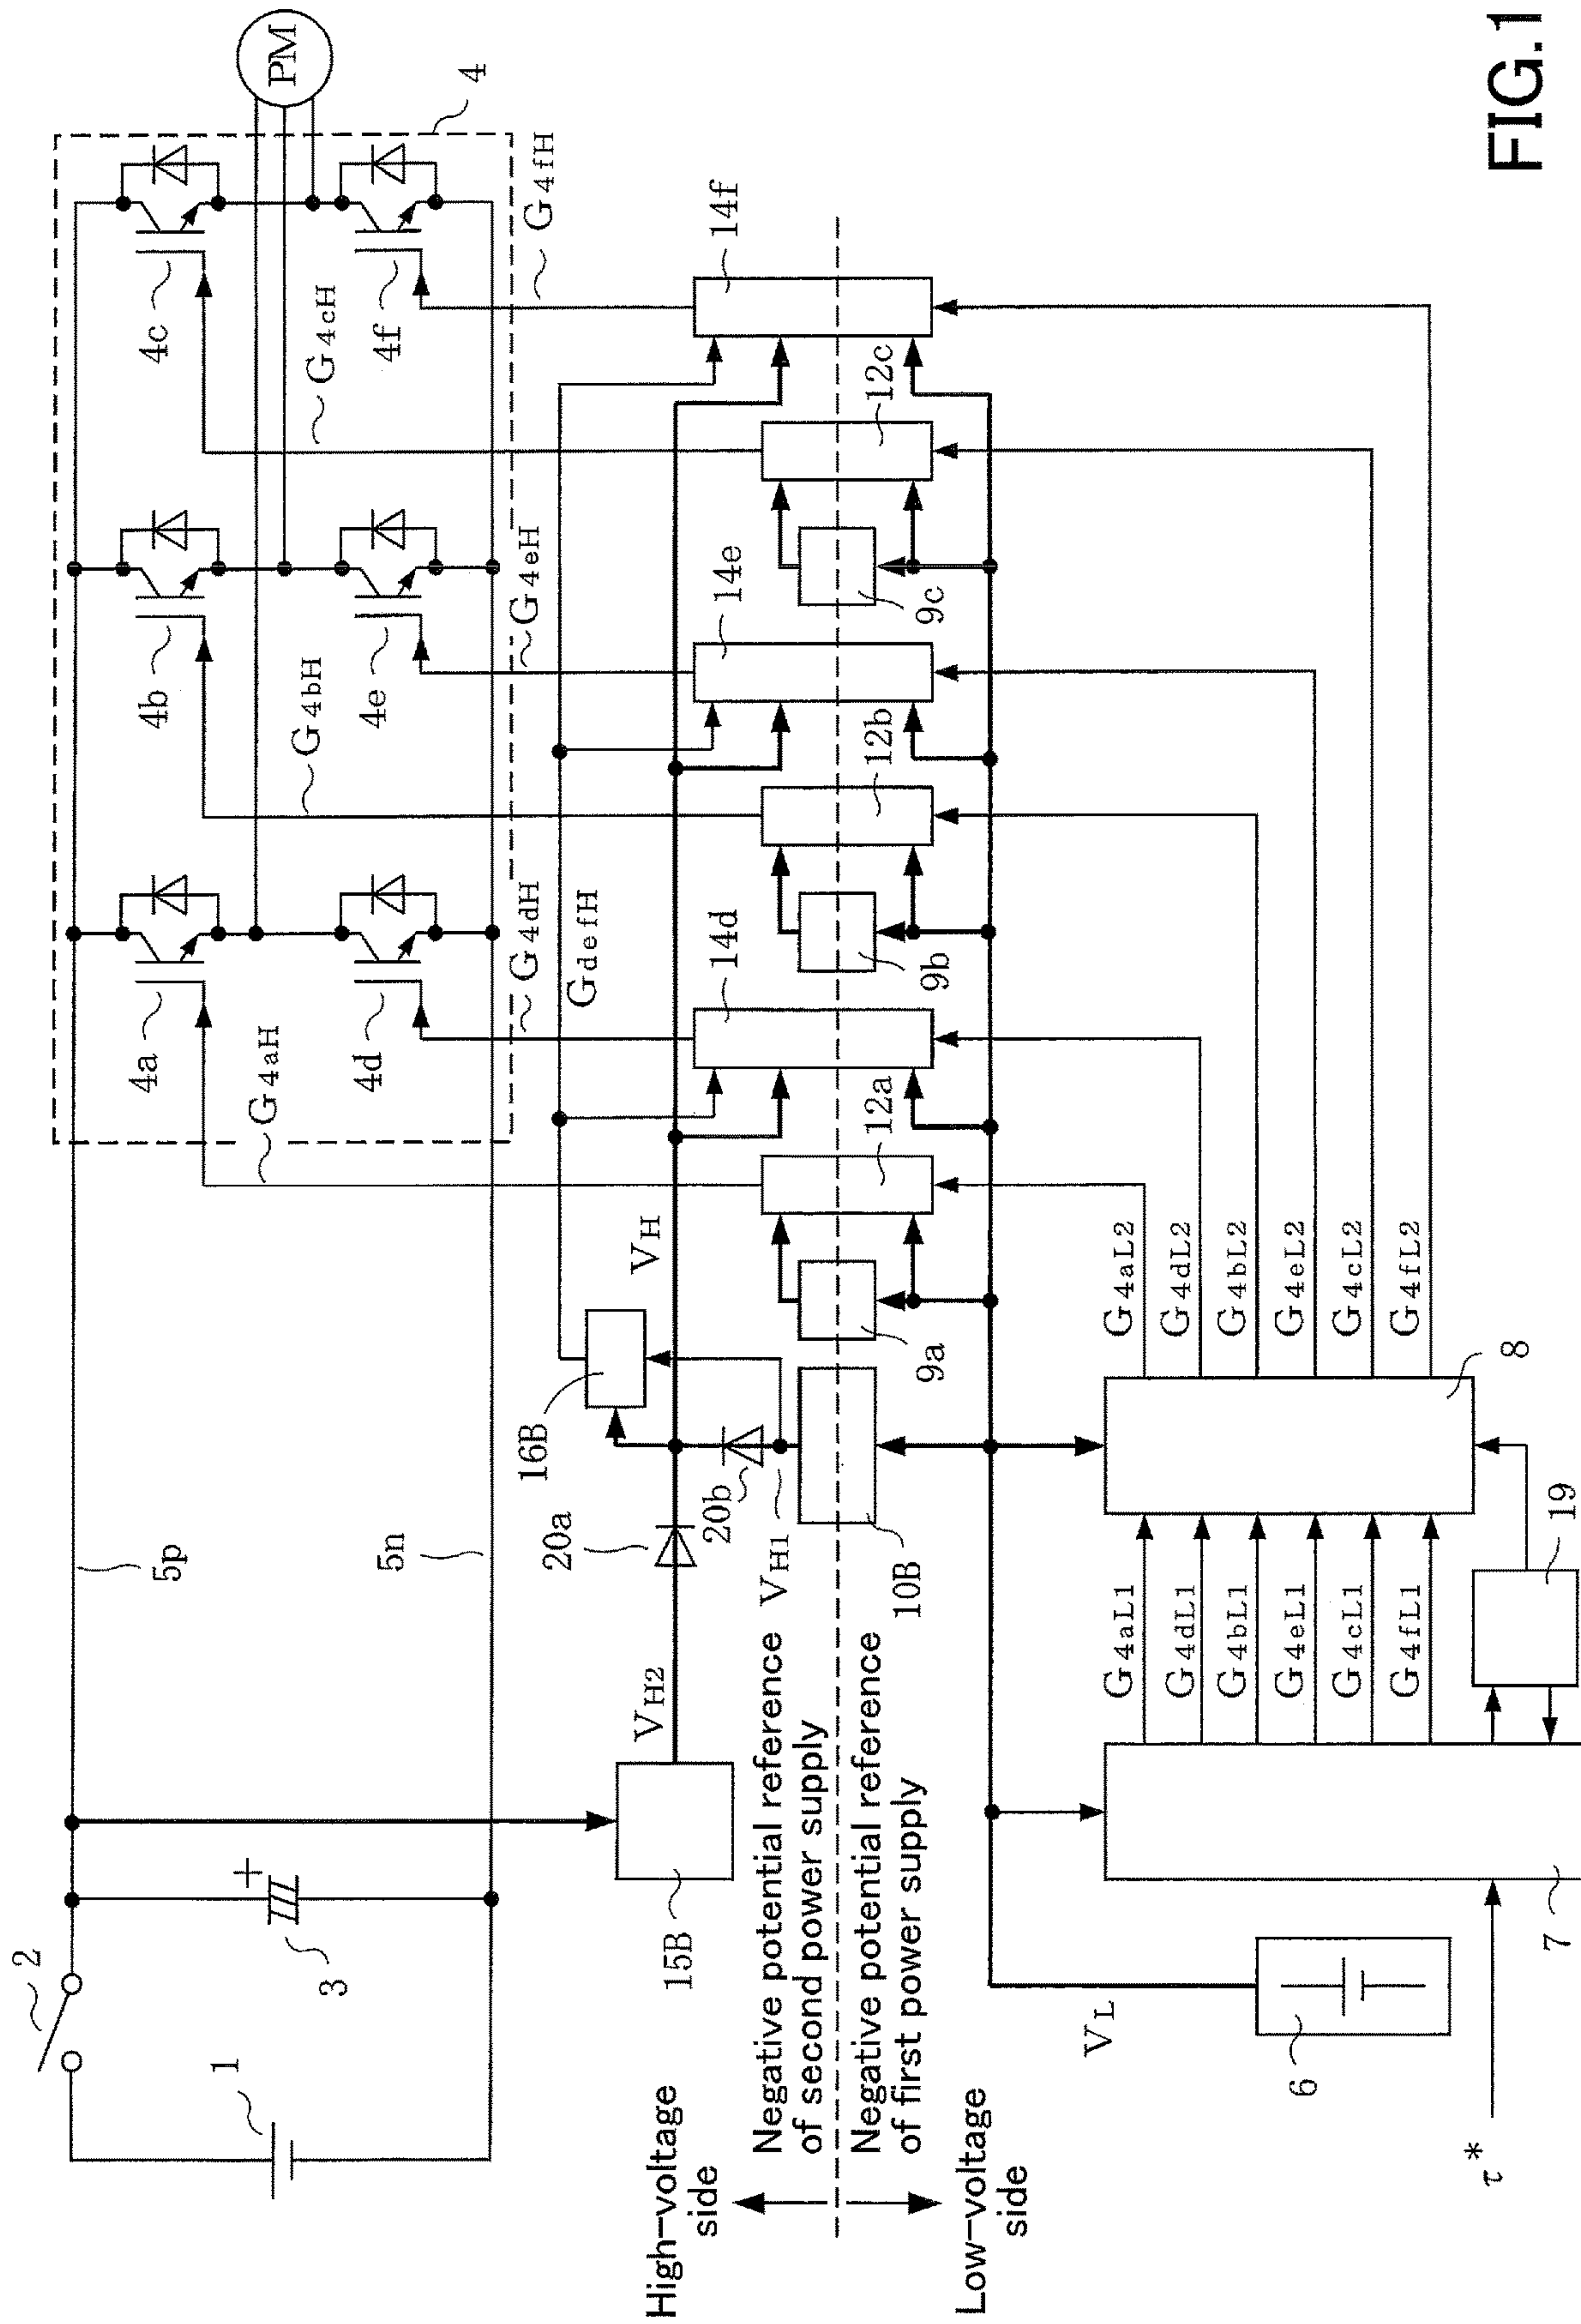 2
1
3
5p
5n
4
4a
4b
4c
4d
4e
4f
PM
G4aH
G4bH
G4cH
G4dH
G4eH
G4fH
GdefH
15B
VH2
20a
20b
VH1
VH
16B
10B
9a
12a
14d
9b
12b
14e
9c
12c
14f
High-voltage
side
Negative potential reference
of second power supply
Negative potential reference
of first power supply
Low-voltage
side
VL
6
τ*
7
G4aL1
G4dL1
G4bL1
G4eL1
G4cL1
G4fL1
19
8
G4aL2
G4dL2
G4bL2
G4eL2
G4cL2
G4fL2
FIG.1